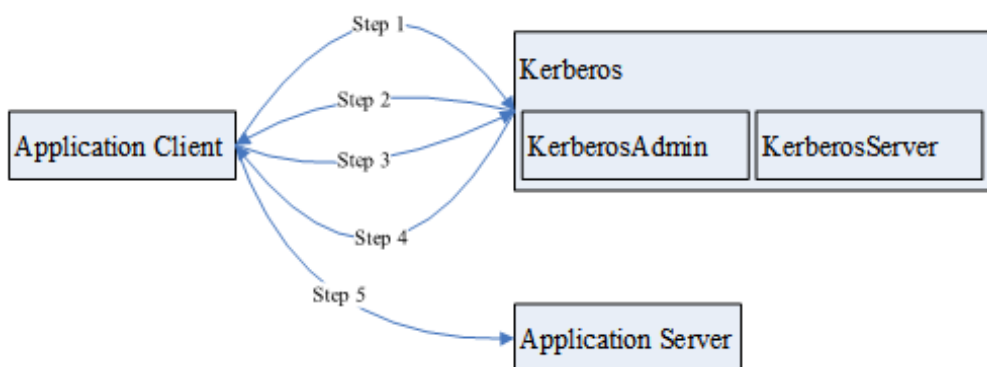 Step 1
Kerberos
Step 2
Application Client
KerberosAdmin
KerberosServer
Step 3
Step 4
Step 5
Application Server